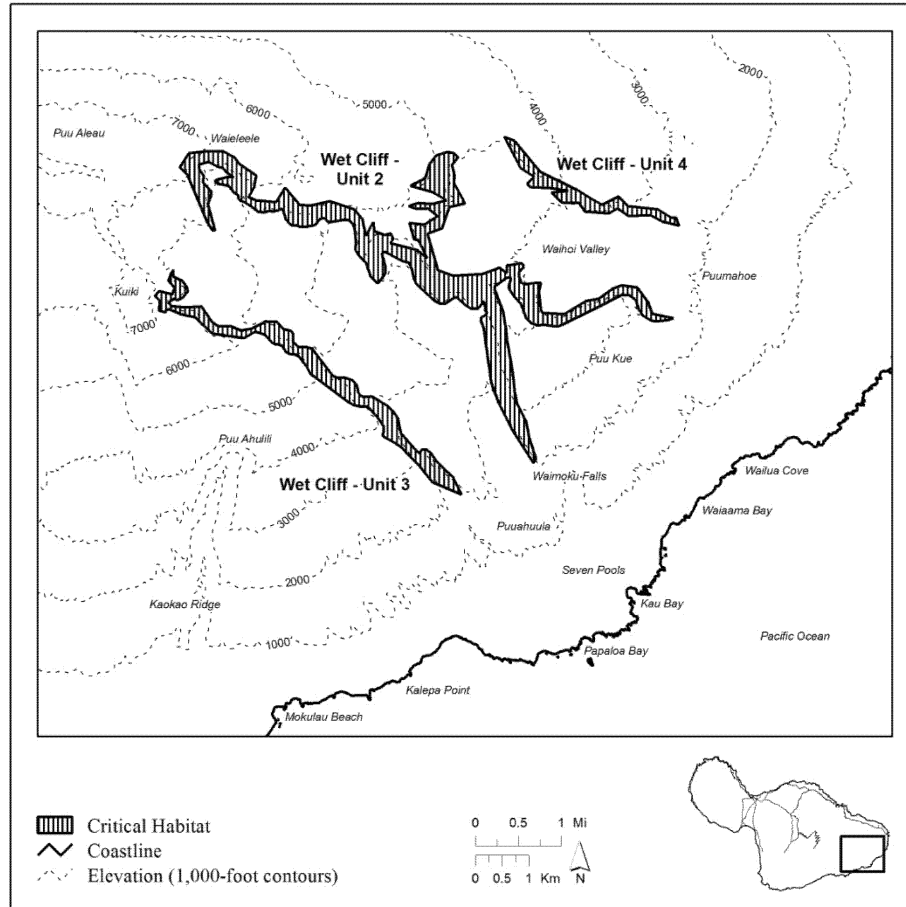 2000
3000
4000
5000
6000
7000
Puu Aleau
Waieleele
Wet Cliff -
Unit 2
Wet Cliff - Unit 4
Waihoi Valley
Puumahoe
Kuiki
7000
6000
Puu Kue
5000
Puu Ahulili
4000
Wailua Cove
Waimoku Falls
Wet Cliff - Unit 3
Waiaama Bay
3000
Puuahuula
Seven Pools
2000
Kaokao Ridge
Kau Bay
1000
Pacific Ocean
Papaloa Bay
Kalepa Point
Mokulau Beach
Critical Habitat
Coastline
Elevation (1,000-foot contours)
0 0.5 1 Mi
0 0.5 1 Km
N